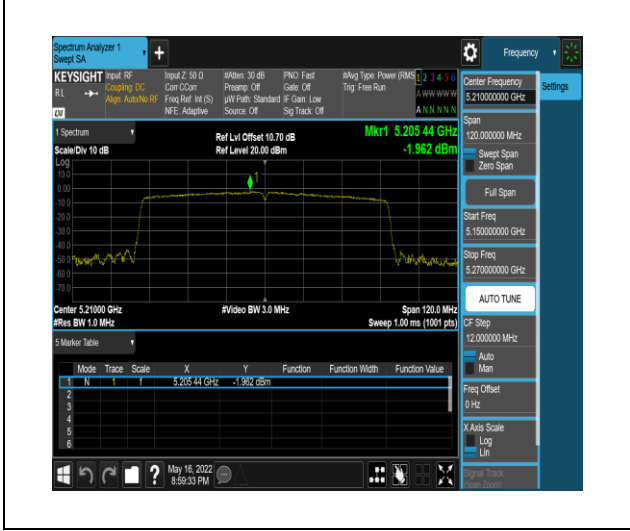 Spectrum Analyzer 1
Swept SA
+
Frequency
KEYSIGHT
RL
LXI
Input: RF
Coupling: DC
Align: Auto/No RF
Input Z: 50 Ω
Corr CCorr
Freq Ref: Int (S)
NFE: Adaptive
#Atten: 30 dB
Preamp: Off
µW Path: Standard
Source: Off
PNO: Fast
Gate: Off
IF Gain: Low
Sig Track: Off
#Avg Type: Power (RMS)
Trig: Free Run
1 2 3 4 5 6
A W W W W W
A N N N N N
Center Frequency
5.210000000 GHz
Settings
1 Spectrum
Ref Lvl Offset 10.70 dB
Mkr1 5.205 44 GHz
Scale/Div 10 dB
Ref Level 20.00 dBm
-1.962 dBm
Log
10.0
0.00
-10.0
-20.0
-30.0
-40.0
-50.0
-60.0
-70.0
1
Center 5.21000 GHz
#Video BW 3.0 MHz
Span 120.0 MHz
#Res BW 1.0 MHz
Sweep 1.00 ms (1001 pts)
Span
120.000000 MHz
Swept Span
Zero Span
Full Span
Start Freq
5.150000000 GHz
Stop Freq
5.270000000 GHz
AUTO TUNE
CF Step
12.000000 MHz
Auto
Man
Freq Offset
0 Hz
X Axis Scale
Log
Lin
Signal Track
(Span Zoom)
5 Marker Table
Mode Trace Scale X Y Function Function Width Function Value
1 N 1 f 5.205 44 GHz -1.962 dBm
2
3
4
5
6
?
May 16, 2022
8:59:33 PM